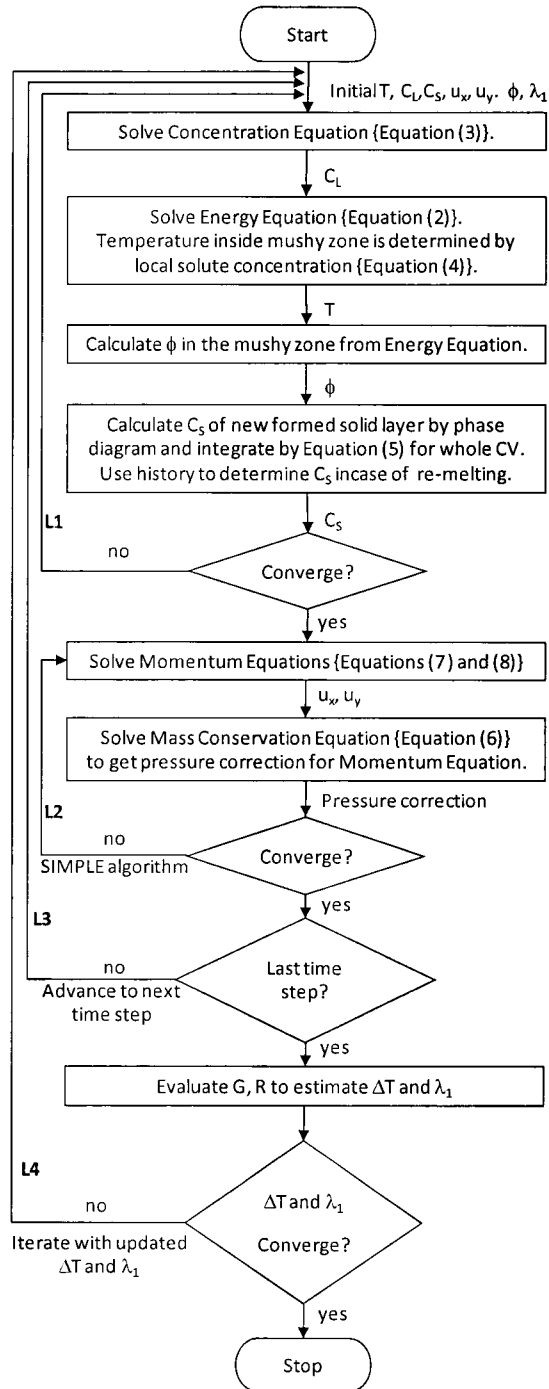 Start
Initial T, C_L,C_S, u_x, u_y. ϕ, λ_1
Solve Concentration Equation {Equation (3)}.
C_L
Solve Energy Equation {Equation (2)}.
Temperature inside mushy zone is determined by
local solute concentration {Equation (4)}.
T
Calculate ϕ in the mushy zone from Energy Equation.
ϕ
Calculate C_S of new formed solid layer by phase
diagram and integrate by Equation (5) for whole CV.
Use history to determine C_S incase of re-melting.
C_S
L1
no
Converge?
yes
Solve Momentum Equations {Equations (7) and (8)
u_x, u_y
Solve Mass Conservation Equation {Equation (6)}
to get pressure correction for Momentum Equation.
Pressure correction
L2
no
Converge?
SIMPLE algorithm
yes
L3
no
Last time
step?
Advance to next
time step
yes
Evaluate G, R to estimate ΔT and λ_1
L4
no
ΔT and λ_1
Converge?
Iterate with updated
ΔT and λ_1
yes
Stop